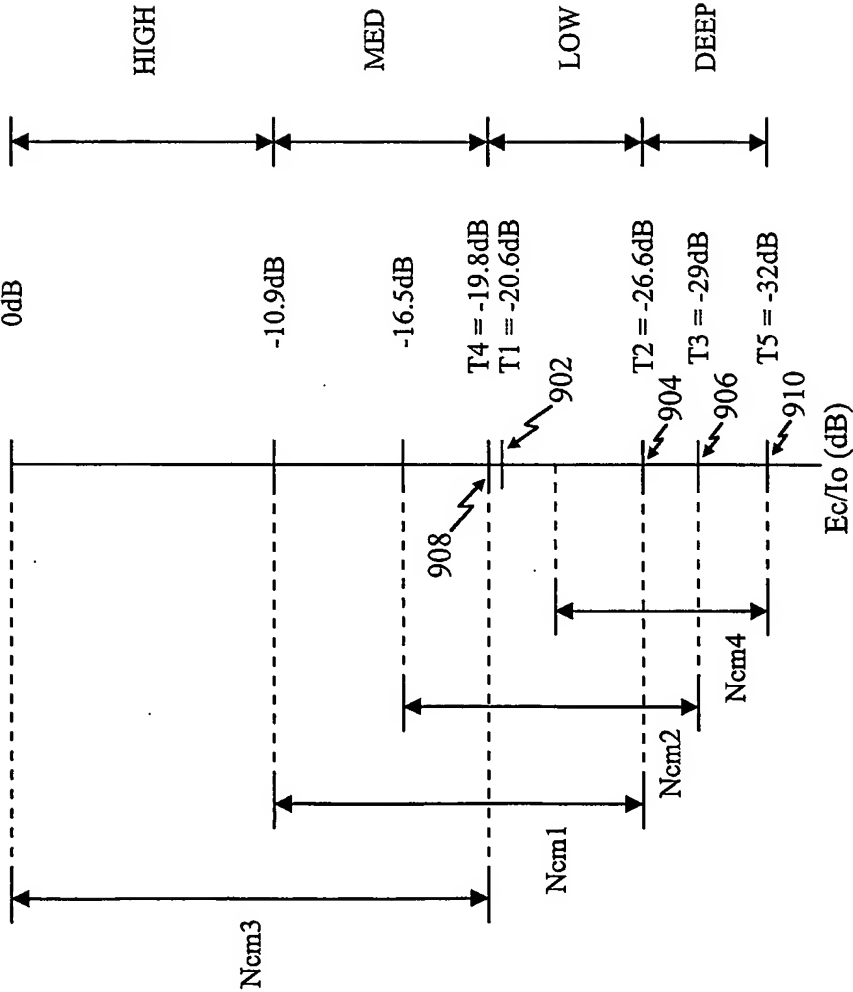 0dB
HIGH
-10.9dB
MED
-16.5dB
T4 = -19.8dB
T1 = -20.6dB
902
908
LOW
T2 = -26.6dB
904
DEEP
T3 = -29dB
906
T5 = -32dB
910
Ec/Io (dB)
Ncm3
Ncm1
Ncm2
Ncm4